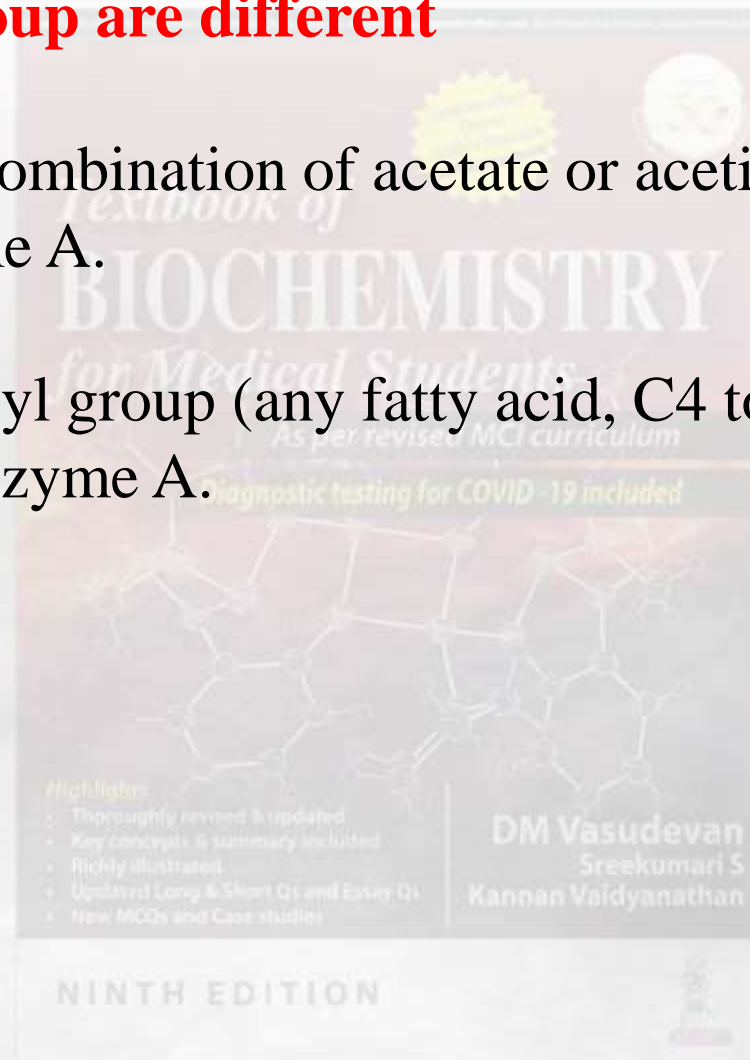 oup are different
ombination of acetate or aceti
e A.
yl group (any fatty acid, C4 to
zyme A.
Textbook of
BIOCHEMISTRY
for Medical Students
As per revised MCI curriculum
Diagnostic testing for COVID -19 included
Highlights
• Thoroughly revised & updated
• Key concepts & summary included
• Richly illustrated
• Updated Long & Short Qs and Essay Qs
• New MCQs and Case studies
DM Vasudevan
Sreekumari S
Kannan Vaidyanathan
NINTH EDITION